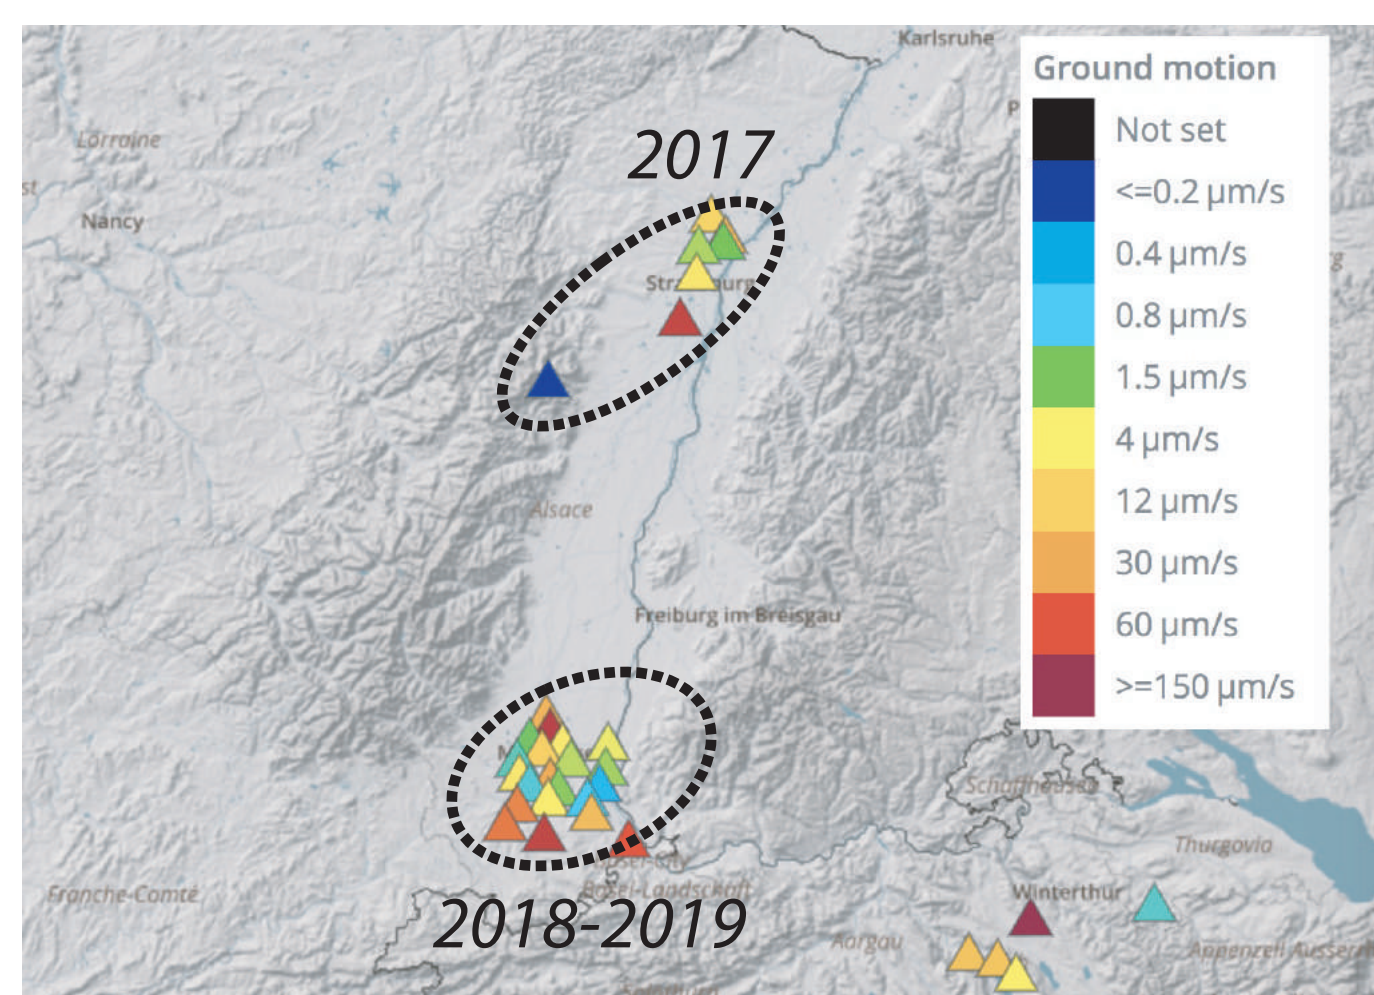 Karlsruhe
Ground motion
Not set
<=0.2 µm/s
0.4 µm/s
0.8 µm/s
1.5 µm/s
4 µm/s
12 µm/s
30 µm/s
60 µm/s
>=150 µm/s
Lorraine
2017
st
Nancy
Alsace
Freiburg im Breisgau
Schaffhausen
Thurgovia
Basel-Landschaft
Franche-Comté
Winterthur
2018-2019
Aargau